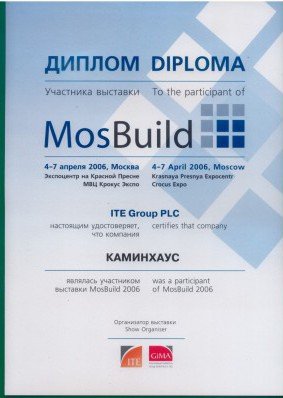 ДИПЛОМ DIPLOMA
Участника выставки To the participant of
MosBuild
4–7 апреля 2006, Москва 4–7 April 2006, Moscow
Экспоцентр на Красной Пресне Krasnaya Presnya Expocentr
МВЦ Крокус Экспо Crocus Expo
ITE Group PLC
настоящим удостоверяет, certifies that company
что компания
КАМИНХАУС
являлась участником was a participant
выставки MosBuild 2006 of MosBuild 2006
Организатор выставки
Show Organiser
ITE GIMA